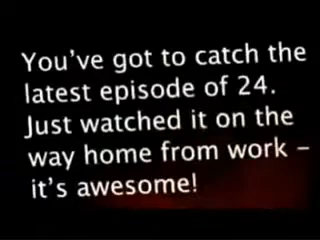 You've got to catch the
latest episode of 24.
Just watched it on the
way home from work –
it's awesome!